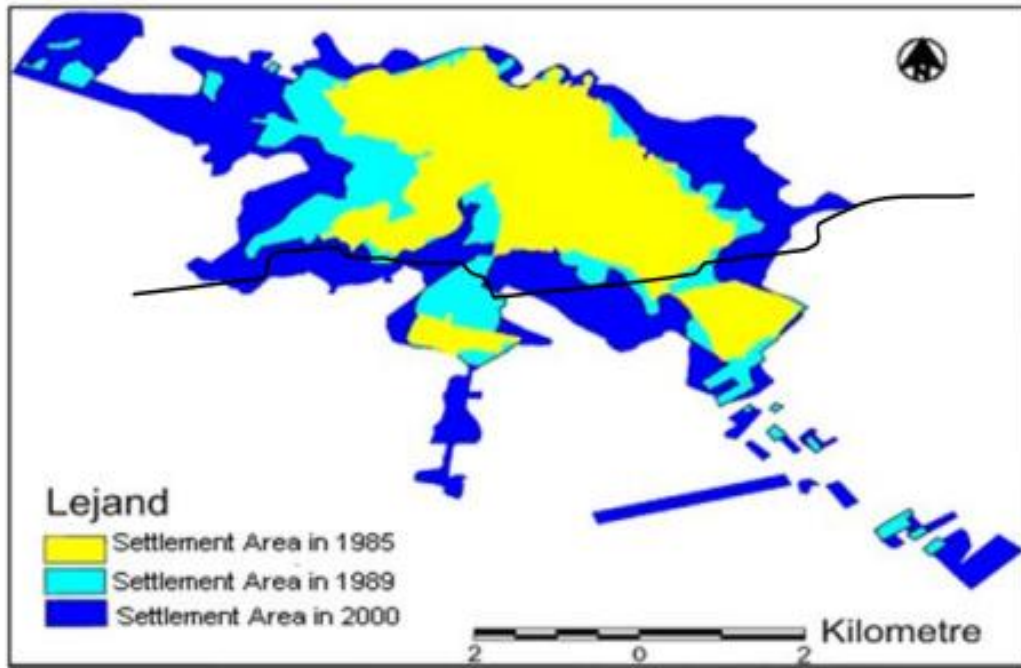 N
Lejand
Settlement Area in 1985
Settlement Area in 1989
Settlement Area in 2000
2 0 2 Kilometre